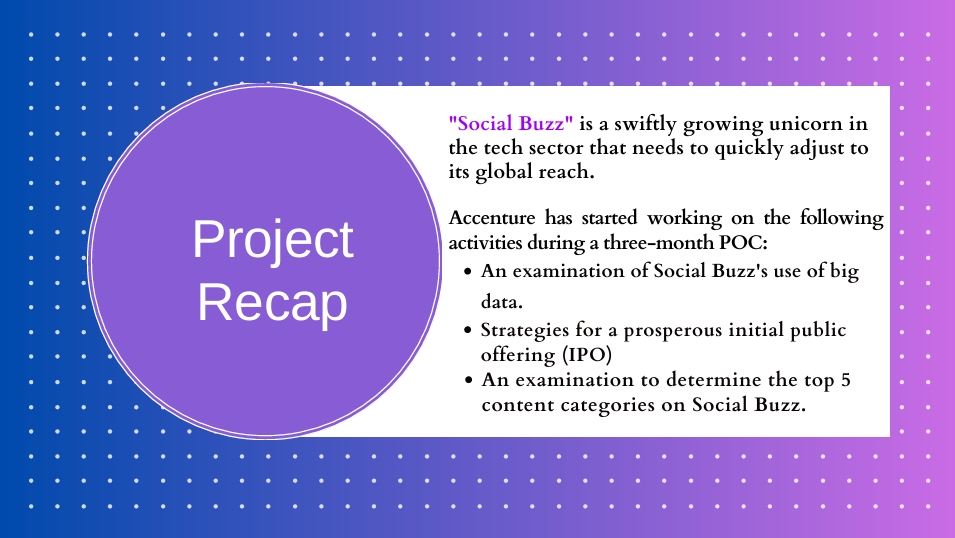 Project
Recap
"Social Buzz" is a swiftly growing unicorn in
the tech sector that needs to quickly adjust to
its global reach.
Accenture has started working on the following
activities during a three-month POC:
• An examination of Social Buzz's use of big
data.
• Strategies for a prosperous initial public
offering (IPO)
• An examination to determine the top 5
content categories on Social Buzz.